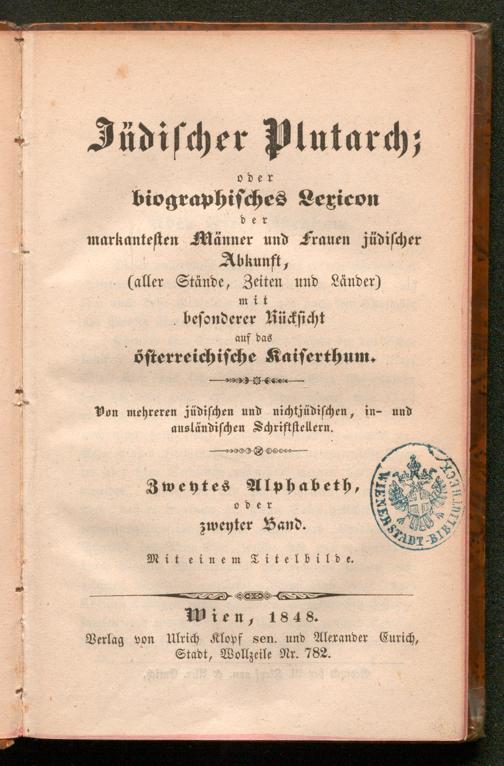 Jüdischer Plutarch;
oder
biographisches Lexicon
der
markantesten Männer und Frauen jüdischer
Abkunft,
(aller Stände, Zeiten und Länder)
mit
besonderer Rücksicht
auf das
österreichische Kaiserthum.
Von mehreren jüdischen und nichtjüdischen, in- und
ausländischen Schriftstellern.
Zweytes Alphabeth,
oder
zweyter Band.
Mit einem Titelbilde.
WIENER STADT-BIBLIOTHECK
Wien, 1848.
Verlag von Ulrich Klopf sen. und Alexander Eurich,
Stadt, Wollzeile Nr. 782.